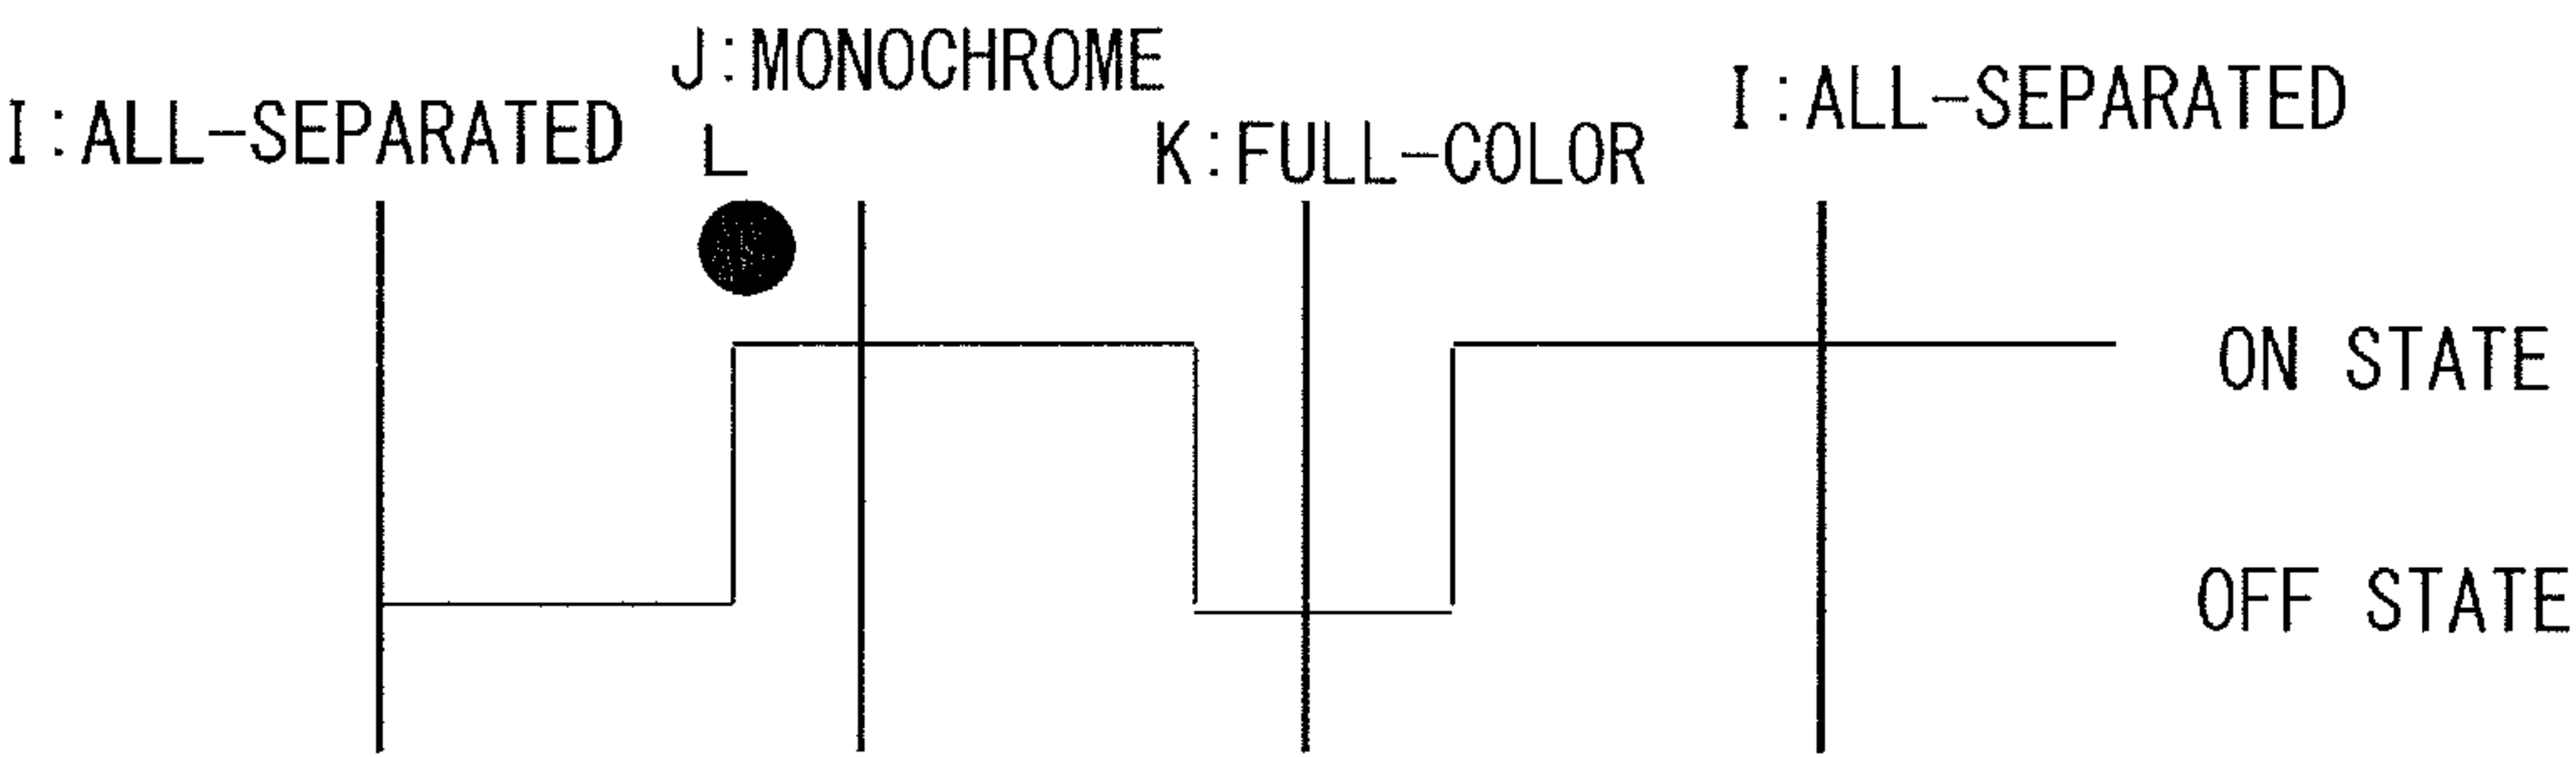 I:ALL-SEPARATED
J:MONOCHROME
L
K:FULL-COLOR
I:ALL-SEPARATED
ON STATE
OFF STATE